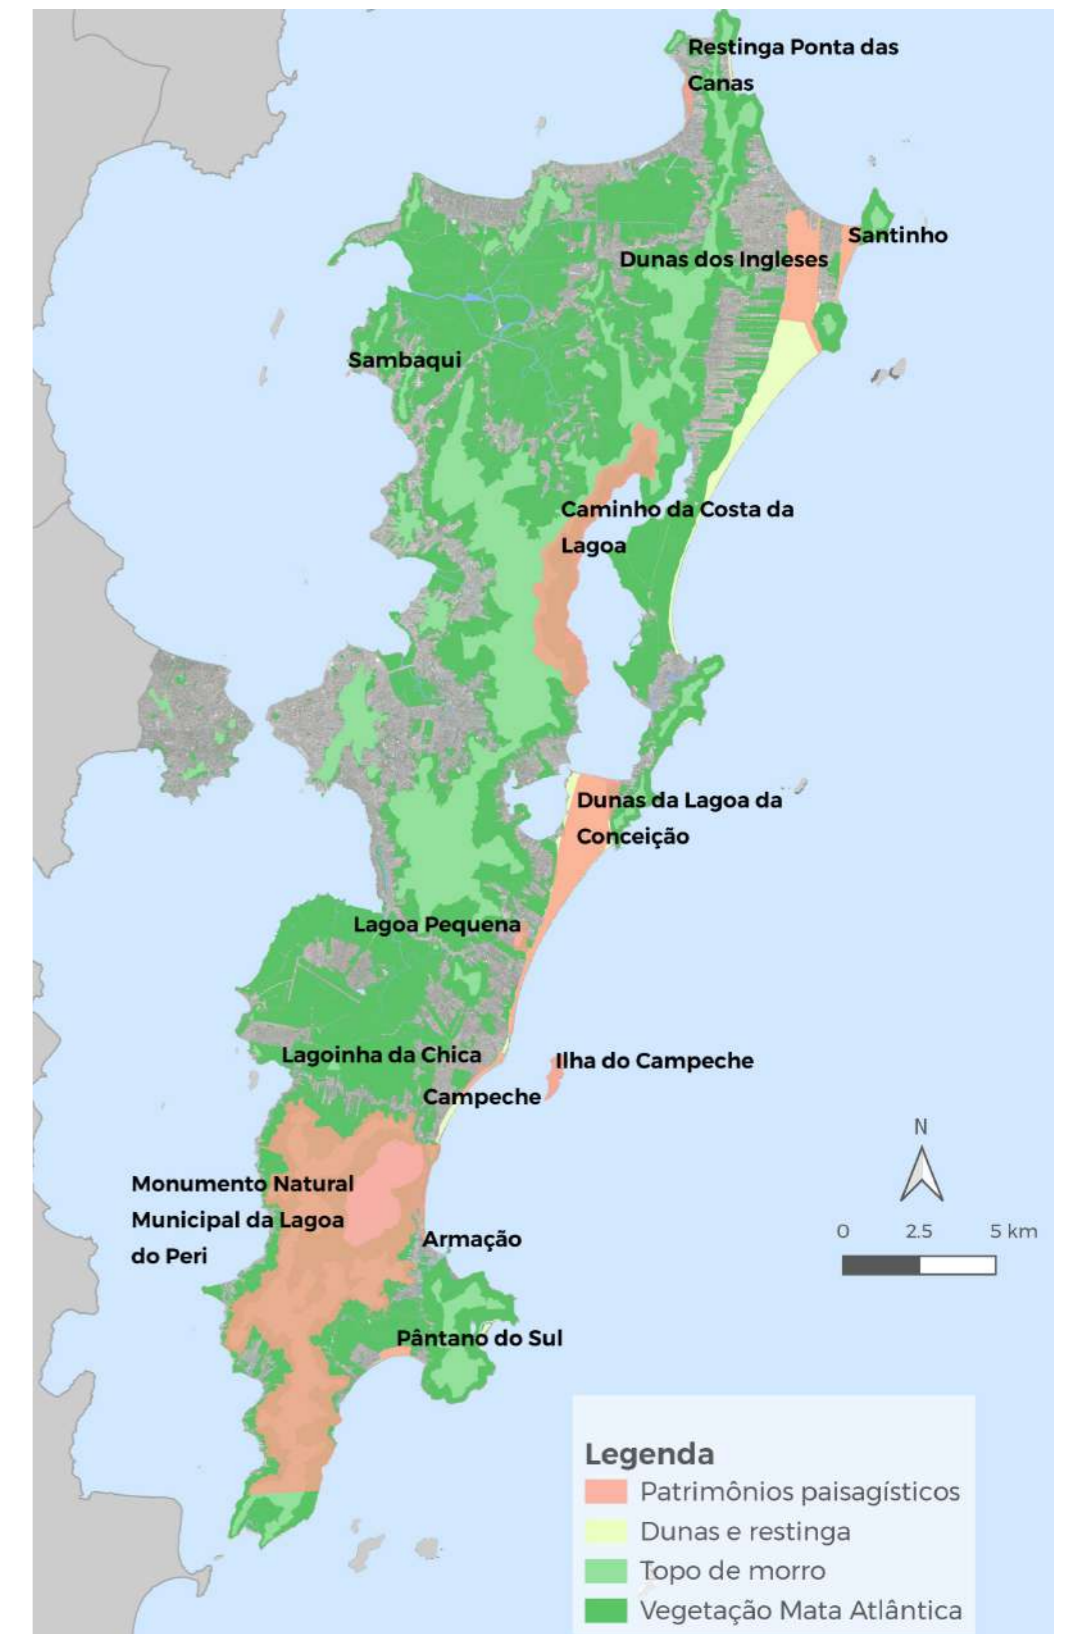 Restinga Ponta das
Canas
Santinho
Dunas dos Ingleses
Sambaqui
Caminho da Costa da
Lagoa
Dunas da Lagoa da
Conceição
Lagoa Pequena
Lagoinha da Chica
Ilha do Campeche
Campeche
N
Monumento Natural
Municipal da Lagoa
do Peri
0 2.5 5 km
Armação
Pântano do Sul
Legenda
Patrimônios paisagísticos
Dunas e restinga
Topo de morro
Vegetação Mata Atlântica